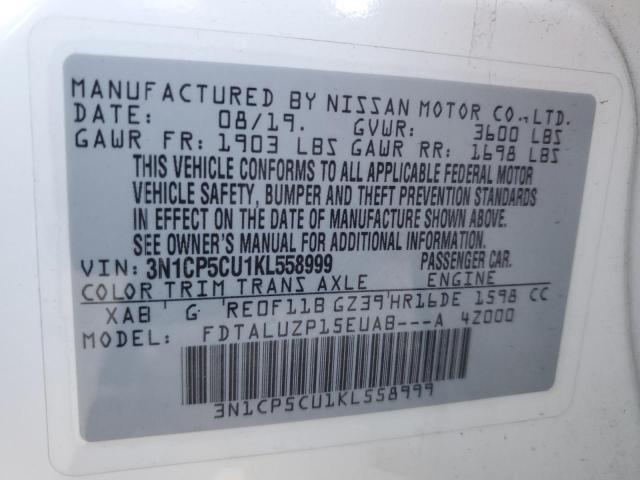 MANUFACTURED BY NISSAN MOTOR CO.,LTD.
DATE: 08/19. GVWR: 3600 LBS
GAWR FR: 1903 LBS GAWR RR: 1698 LBS
THIS VEHICLE CONFORMS TO ALL APPLICABLE FEDERAL MOTOR
VEHICLE SAFETY, BUMPER AND THEFT PREVENTION STANDARDS
IN EFFECT ON THE DATE OF MANUFACTURE SHOWN ABOVE.
SEE OWNER'S MANUAL FOR ADDITIONAL INFORMATION.
VIN: 3N1CP5CU1KL558999 PASSENGER CAR.
COLOR TRIM TRANS AXLE ENGINE
XAB G RE0F11B GZ39 HR16DE 1598 CC
MODEL: FDTALUZP15EUAB---A 4Z000
3N1CP5CU1KL558999